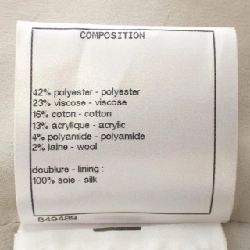 COMPOSITION
42% polyester - polyester
23% viscose - viscose
16% coton - cotton
13% acrylique - acrylic
4% polyamide - polyamide
2% laine - wool
doublure - lining :
100% soie - silk